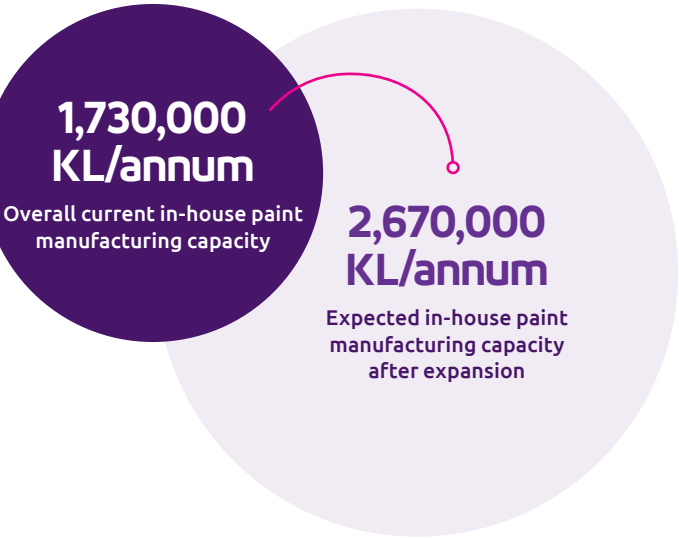 1,730,000
KL/annum
Overall current in-house paint
manufacturing capacity
2,670,000
KL/annum
Expected in-house paint
manufacturing capacity
after expansion